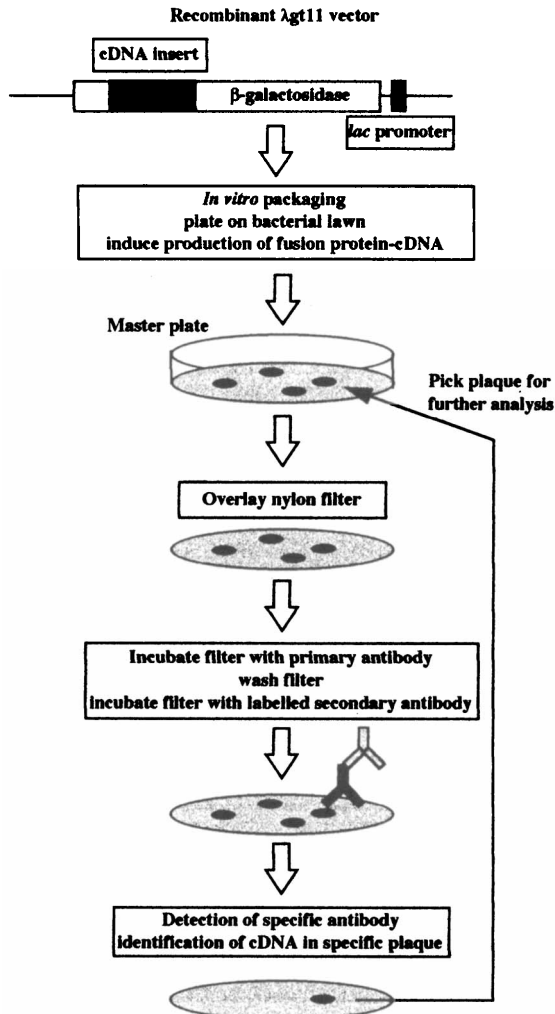 Recombinant λgt11 vector
cDNA insert
β-galactosidase
lac promoter
In vitro packaging
plate on bacterial lawn
induce production of fusion protein-cDNA
Master plate
Pick plaque for
further analysis
Overlay nylon filter
Incubate filter with primary antibody
wash filter
incubate filter with labelled secondary antibody
Detection of specific antibody
identification of cDNA in specific plaque